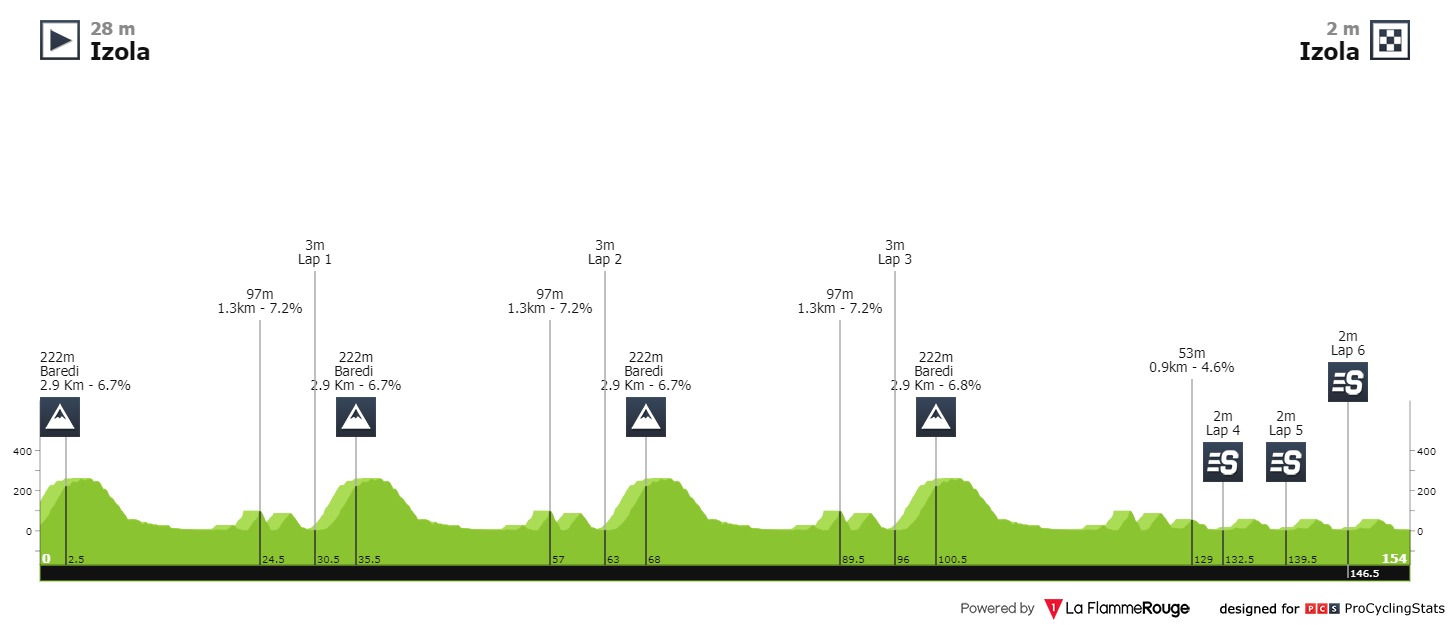 28 m
Izola
2 m
Izola
3m
Lap 1
3m
Lap 2
3m
Lap 3
97m
1.3km - 7.2%
97m
1.3km - 7.2%
97m
1.3km - 7.2%
2m
Lap 6
53m
0.9km - 4.6%
222m
Baredi
2.9 Km - 6.7%
222m
Baredi
2.9 Km - 6.7%
222m
Baredi
2.9 Km - 6.7%
222m
Baredi
2.9 Km - 6.8%
2m
Lap 4
2m
Lap 5
S
S
S
400
200
0
400
200
0
0 2.5 24.5 30.5 35.5 57 63 68 89.5 96 100.5 129 132.5 139.5 154
146.5
Powered by 1 La FlammeRouge designed for PCS ProCyclingStats